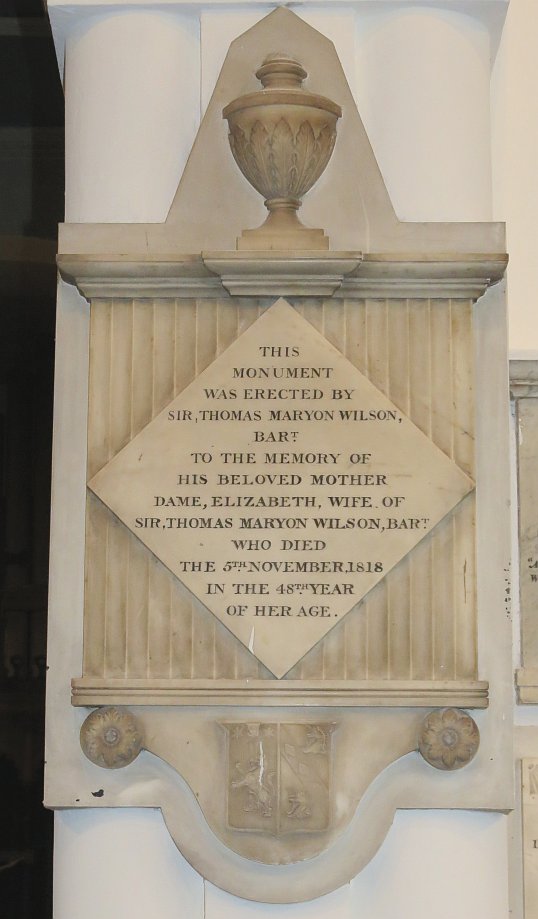 THIS
MONUMENT
WAS ERECTED BY
SIR, THOMAS MARYON WILSON,
BART
TO THE MEMORY OF
HIS BELOVED MOTHER
DAME, ELIZABETH, WIFE OF
SIR, THOMAS MARYON WILSON, BART
WHO DIED
THE 5TH NOVEMBER, 1818
IN THE 48TH YEAR
OF HER AGE.